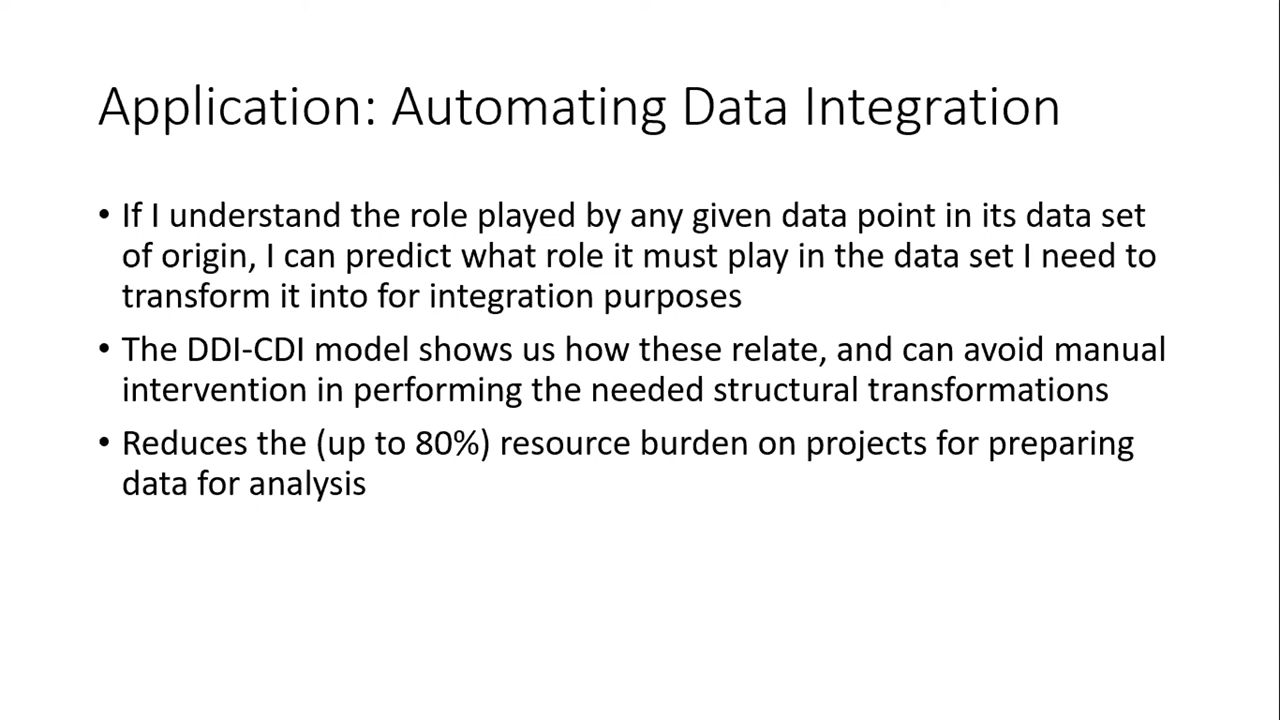 Application: Automating Data Integration
• If I understand the role played by any given data point in its data set
of origin, I can predict what role it must play in the data set I need to
transform it into for integration purposes
• The DDI-CDI model shows us how these relate, and can avoid manual
intervention in performing the needed structural transformations
• Reduces the (up to 80%) resource burden on projects for preparing
data for analysis